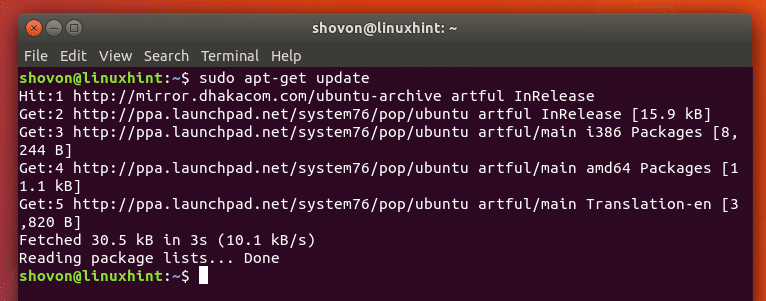 shovon@linuxhint: ~
File Edit View Search Terminal Help
shovon@linuxhint:~$ sudo apt-get update
Hit:1 http://mirror.dhakacom.com/ubuntu-archive artful InRelease
Get:2 http://ppa.launchpad.net/system76/pop/ubuntu artful InRelease [15.9 kB]
Get:3 http://ppa.launchpad.net/system76/pop/ubuntu artful/main i386 Packages [8,
244 B]
Get:4 http://ppa.launchpad.net/system76/pop/ubuntu artful/main amd64 Packages [1
1.1 kB]
Get:5 http://ppa.launchpad.net/system76/pop/ubuntu artful/main Translation-en [3
,820 B]
Fetched 30.5 kB in 3s (10.1 kB/s)
Reading package lists... Done
shovon@linuxhint:~$